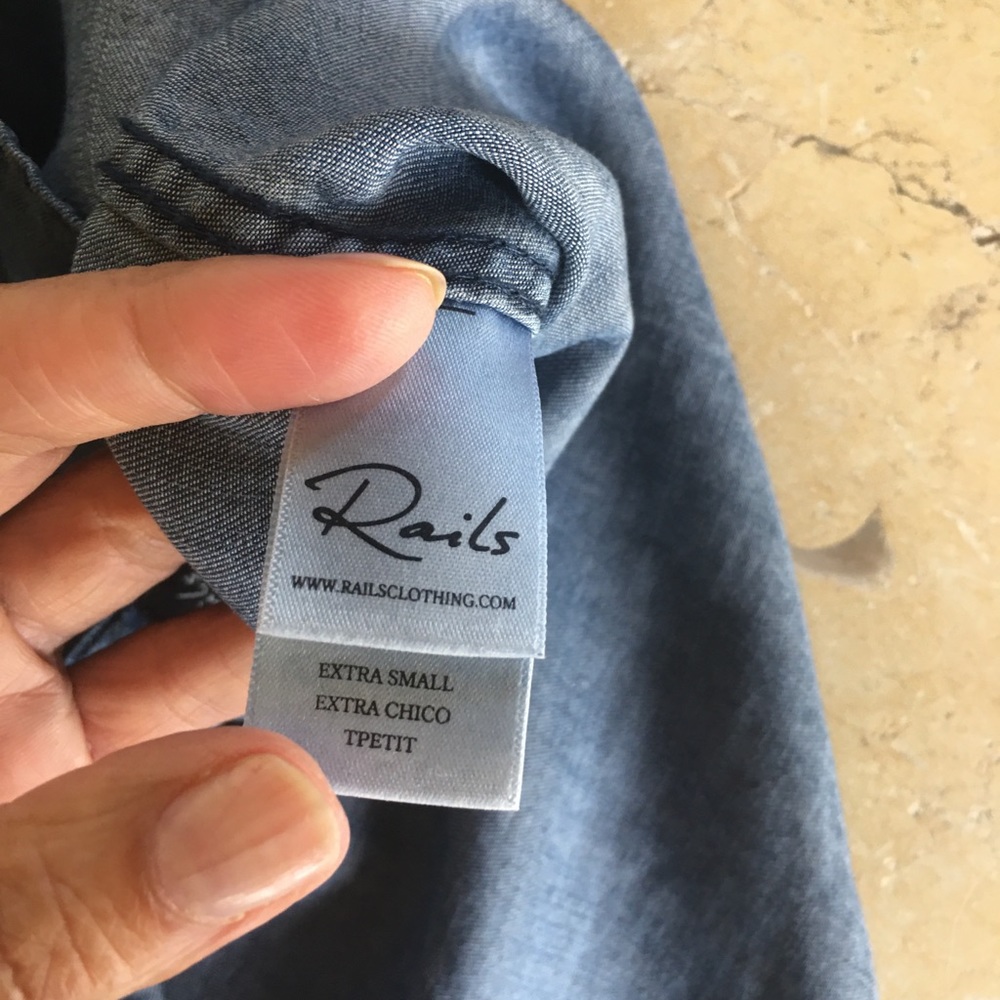 Rails
WWW.RAILSCLOTHING.COM
EXTRA SMALL
EXTRA CHICO
TPETIT